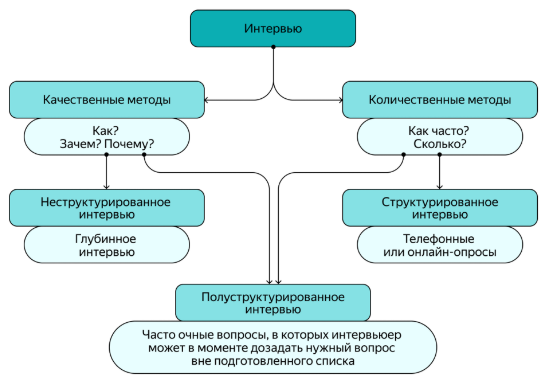 Интервью
Качественные методы
Как?
Зачем? Почему?
Количественные методы
Как часто?
Сколько?
Неструктурированное
интервью
Глубинное
интервью
Структурированное
интервью
Телефонные
или онлайн-опросы
Полуструктурированное
интервью
Часто очные вопросы, в которых интервьюер
может в моменте дозадать нужный вопрос
вне подготовленного списка